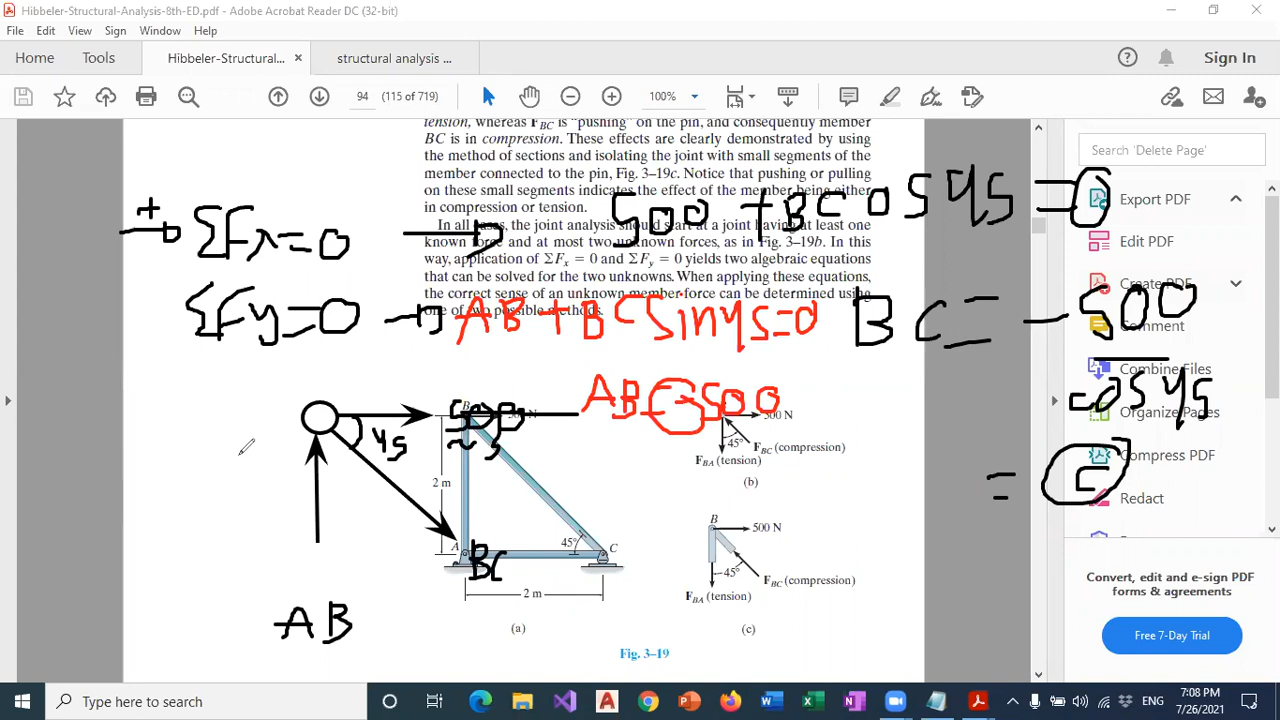 Hibbeler-Structural-Analysis-8th-ED.pdf - Adobe Acrobat Reader DC (32-bit)
File Edit View Sign Window Help
Home Tools Hibbeler-Structural... × structural analysis ... Sign In
94 (115 of 719) 100%
tension, whereas FBC is "pushing" on the pin, and consequently member
BC is in compression. These effects are clearly demonstrated by using
the method of sections and isolating the joint with small segments of the
member connected to the pin, Fig. 3–19c. Notice that pushing or pulling
on these small segments indicates the effect of the member being either
in compression or tension.
In all cases, the joint analysis should start at a joint having at least one
known force and at most two unknown forces, as in Fig. 3–19b. In this
way, application of ΣFx = 0 and ΣFy = 0 yields two algebraic equations
that can be solved for the two unknowns. When applying these equations,
the correct sense of an unknown member force can be determined using
one of two possible methods.
+
ΣFx=0
500 +BC cos45 =0
ΣFy=0
AB+BCSin45=0
BC= -500
cos45
AB=-500
=
C
500
45
BC
AB
B
500 N
2 m
A
45°
C
2 m
(a)
500 N
45°
FBC (compression)
FBA (tension)
(b)
B
500 N
45°
FBC (compression)
FBA (tension)
(c)
Fig. 3–19
Search 'Delete Page'
Export PDF
Edit PDF
Create PDF
Comment
Combine Files
Organize Pages
Compress PDF
Redact
Convert, edit and e-sign PDF
forms & agreements
Free 7-Day Trial
Type here to search
ENG
7:08 PM
7/26/2021